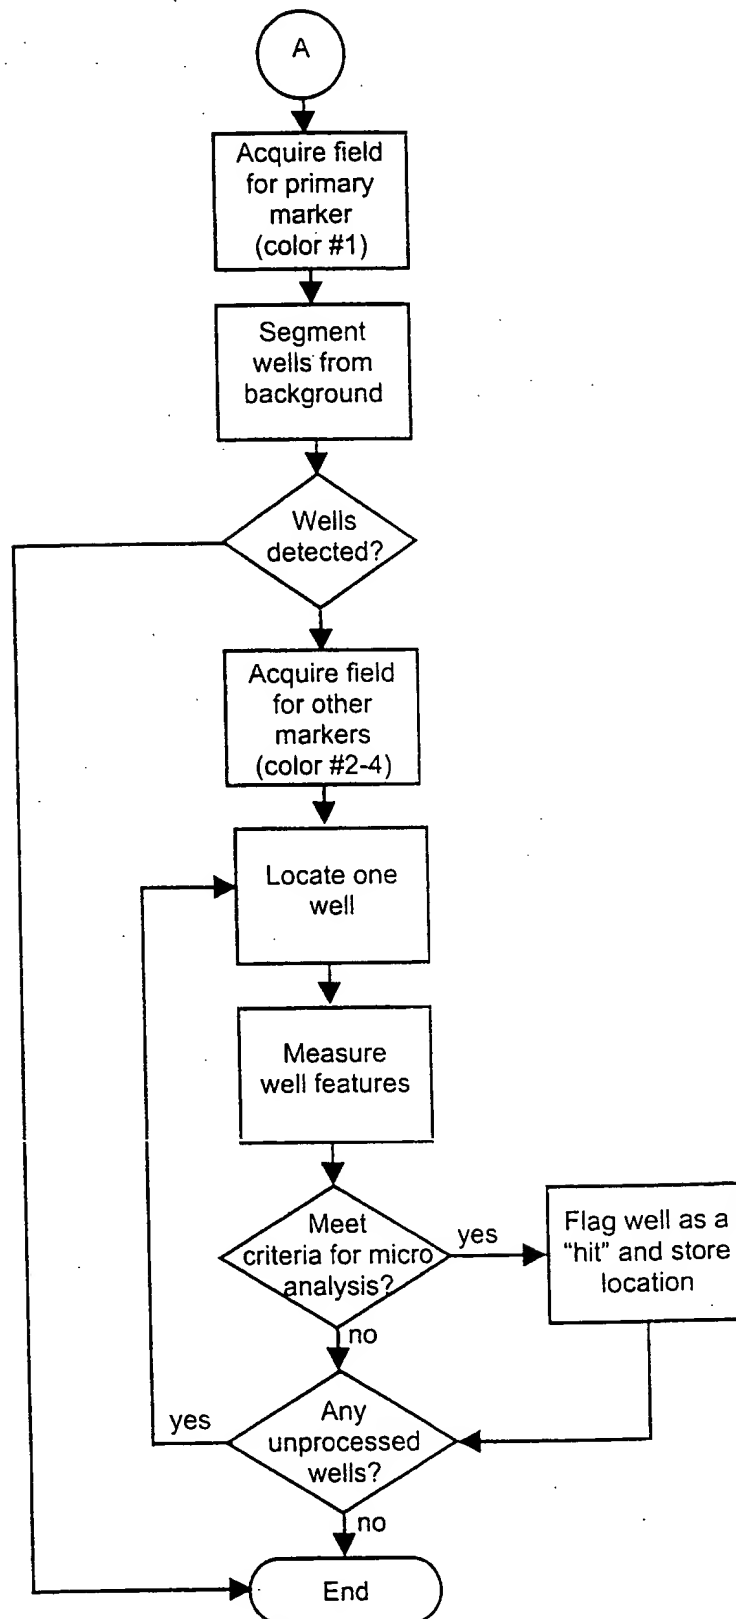 A
Acquire field
for primary
marker
(color #1)
Segment
wells from
background
Wells
detected?
Acquire field
for other
markers
(color #2-4)
Locate one
well
Measure
well features
Meet
criteria for micro
analysis?
yes
Flag well as a
“hit” and store
location
no
Any
unprocessed
wells?
yes
no
End